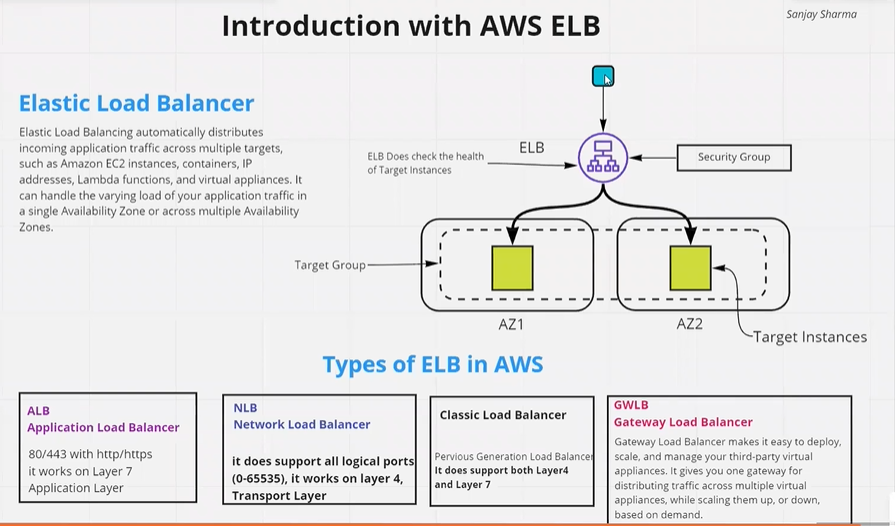 Introduction with AWS ELB
Sanjay Sharma
Elastic Load Balancer
Elastic Load Balancing automatically distributes
incoming application traffic across multiple targets,
such as Amazon EC2 instances, containers, IP
addresses, Lambda functions, and virtual appliances. It
can handle the varying load of your application traffic in
a single Availability Zone or across multiple Availability
Zones.
ELB
ELB Does check the health
of Target Instances
Security Group
Target Group
AZ1
AZ2
Target Instances
Types of ELB in AWS
ALB
Application Load Balancer
80/443 with http/https
it works on Layer 7
Application Layer
NLB
Network Load Balancer
it does support all logical ports
(0-65535), it works on layer 4,
Transport Layer
Classic Load Balancer
Pervious Generation Load Balancer
It does support both Layer4
and Layer 7
GWLB
Gateway Load Balancer
Gateway Load Balancer makes it easy to deploy,
scale, and manage your third-party virtual
appliances. It gives you one gateway for
distributing traffic across multiple virtual
appliances, while scaling them up, or down,
based on demand.